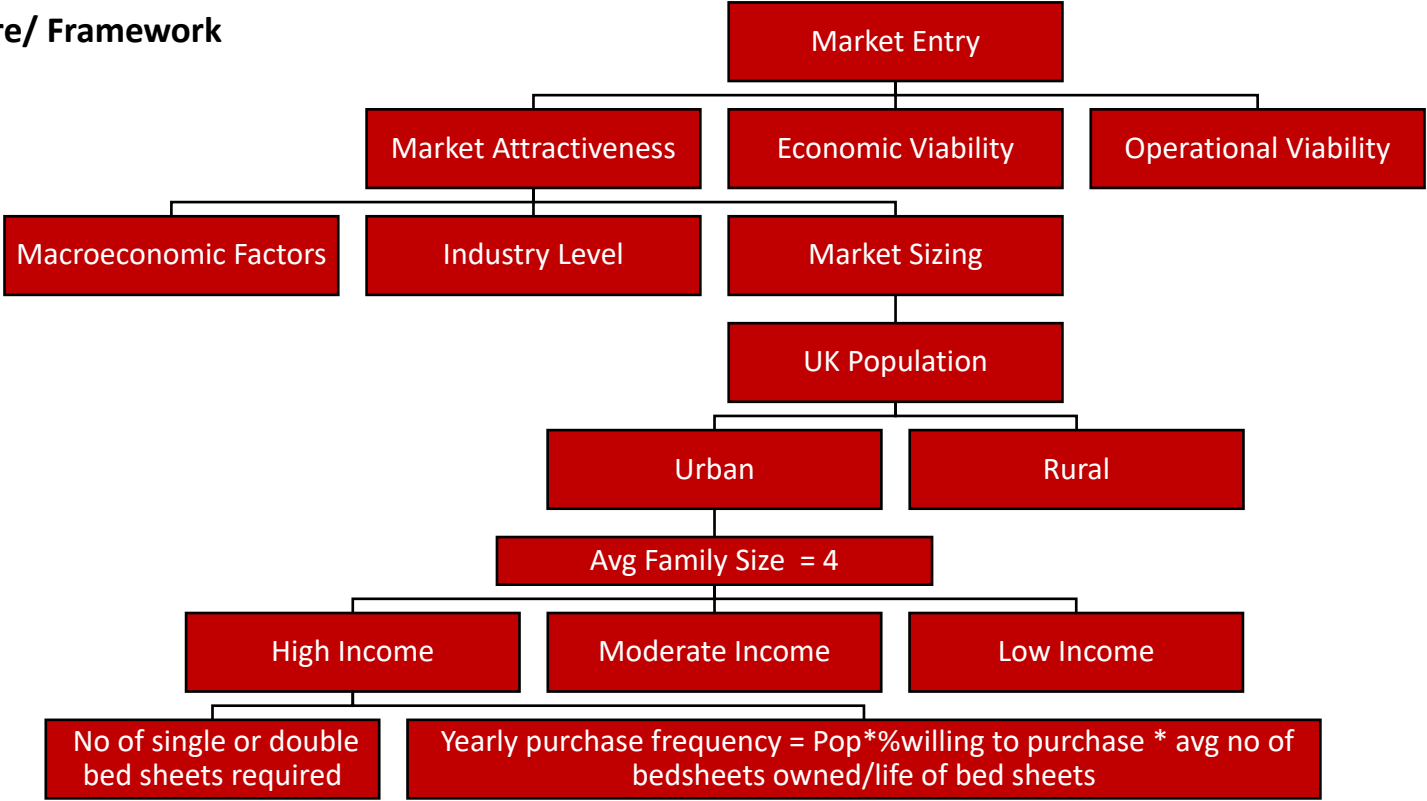 re/ Framework
Market Entry
Market Attractiveness
Economic Viability
Operational Viability
Macroeconomic Factors
Industry Level
Market Sizing
UK Population
Urban
Rural
Avg Family Size = 4
High Income
Moderate Income
Low Income
No of single or double
bed sheets required
Yearly purchase frequency = Pop*%willing to purchase * avg no of
bedsheets owned/life of bed sheets